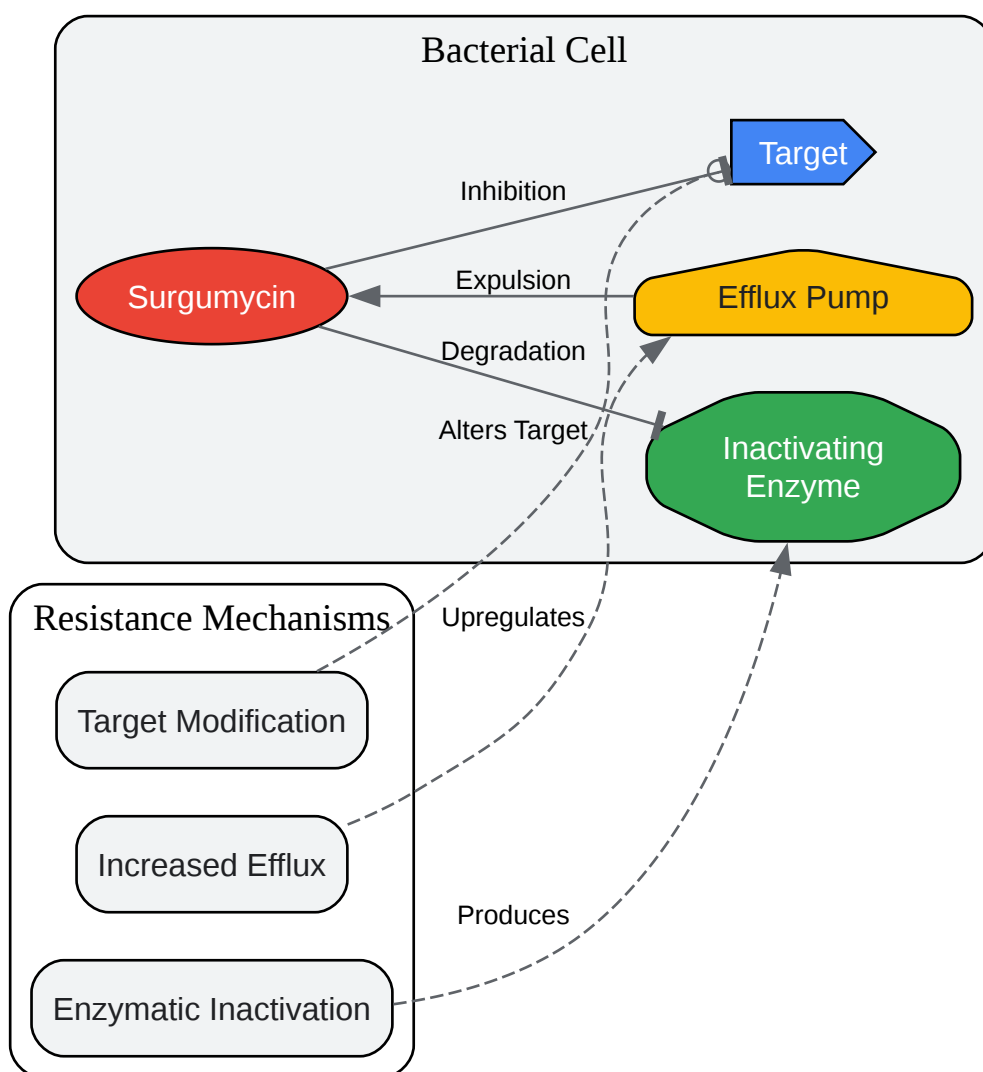 Bacterial Cell
Target
Inhibition
Surgumycin
Expulsion
Efflux Pump
Degradation
Alters Target
Inactivating
Enzyme
Resistance Mechanisms
Upregulates
Target Modification
Increased Efflux
Produces
Enzymatic Inactivation